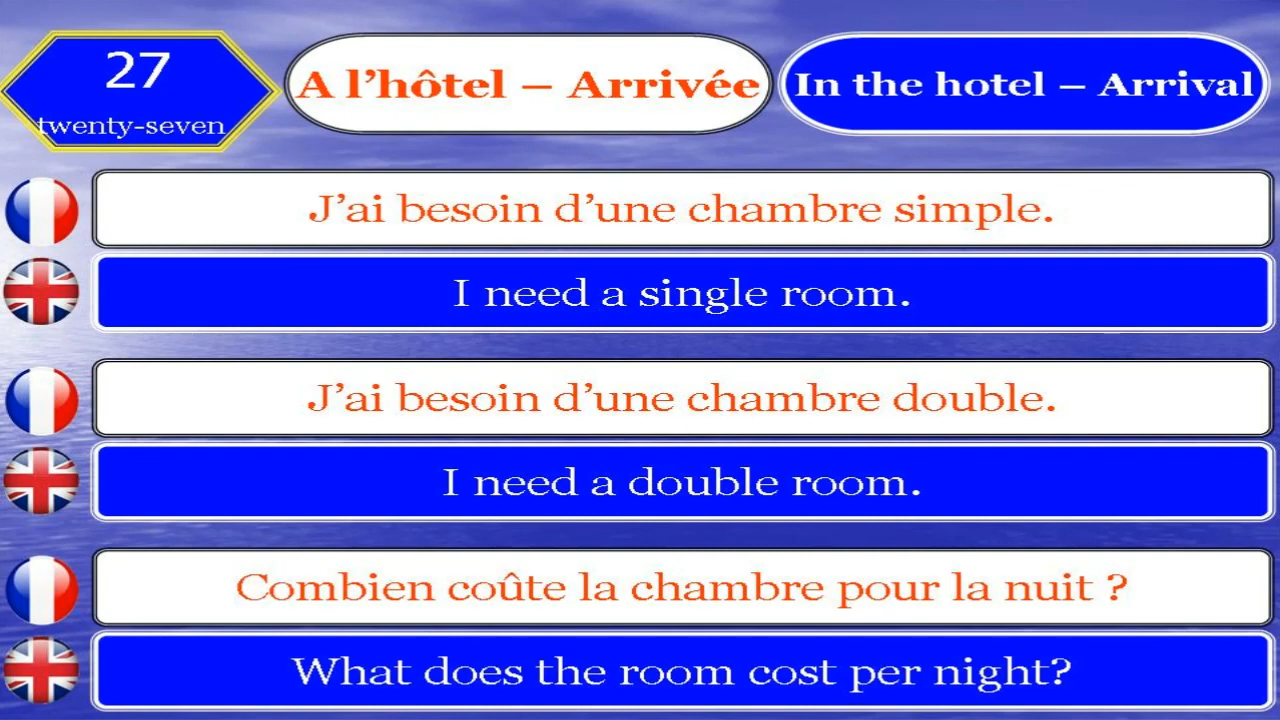 27
twenty-seven
A l’hôtel – Arrivée
In the hotel – Arrival
J’ai besoin d’une chambre simple.
I need a single room.
J’ai besoin d’une chambre double.
I need a double room.
Combien coûte la chambre pour la nuit ?
What does the room cost per night?